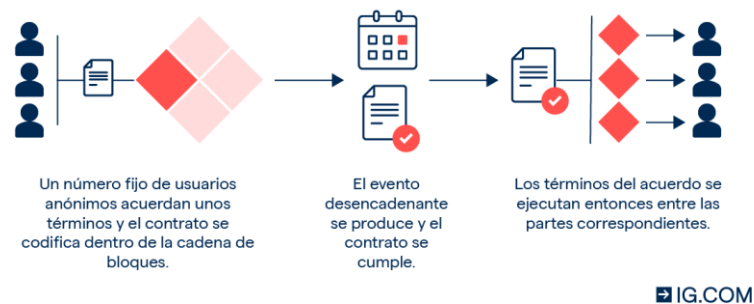 Un número fijo de usuarios
anónimos acuerdan unos
términos y el contrato se
codifica dentro de la cadena de
bloques.
El evento
desencadenante
se produce y el
contrato se
cumple.
Los términos del acuerdo se
ejecutan entonces entre las
partes correspondientes.
IG.COM